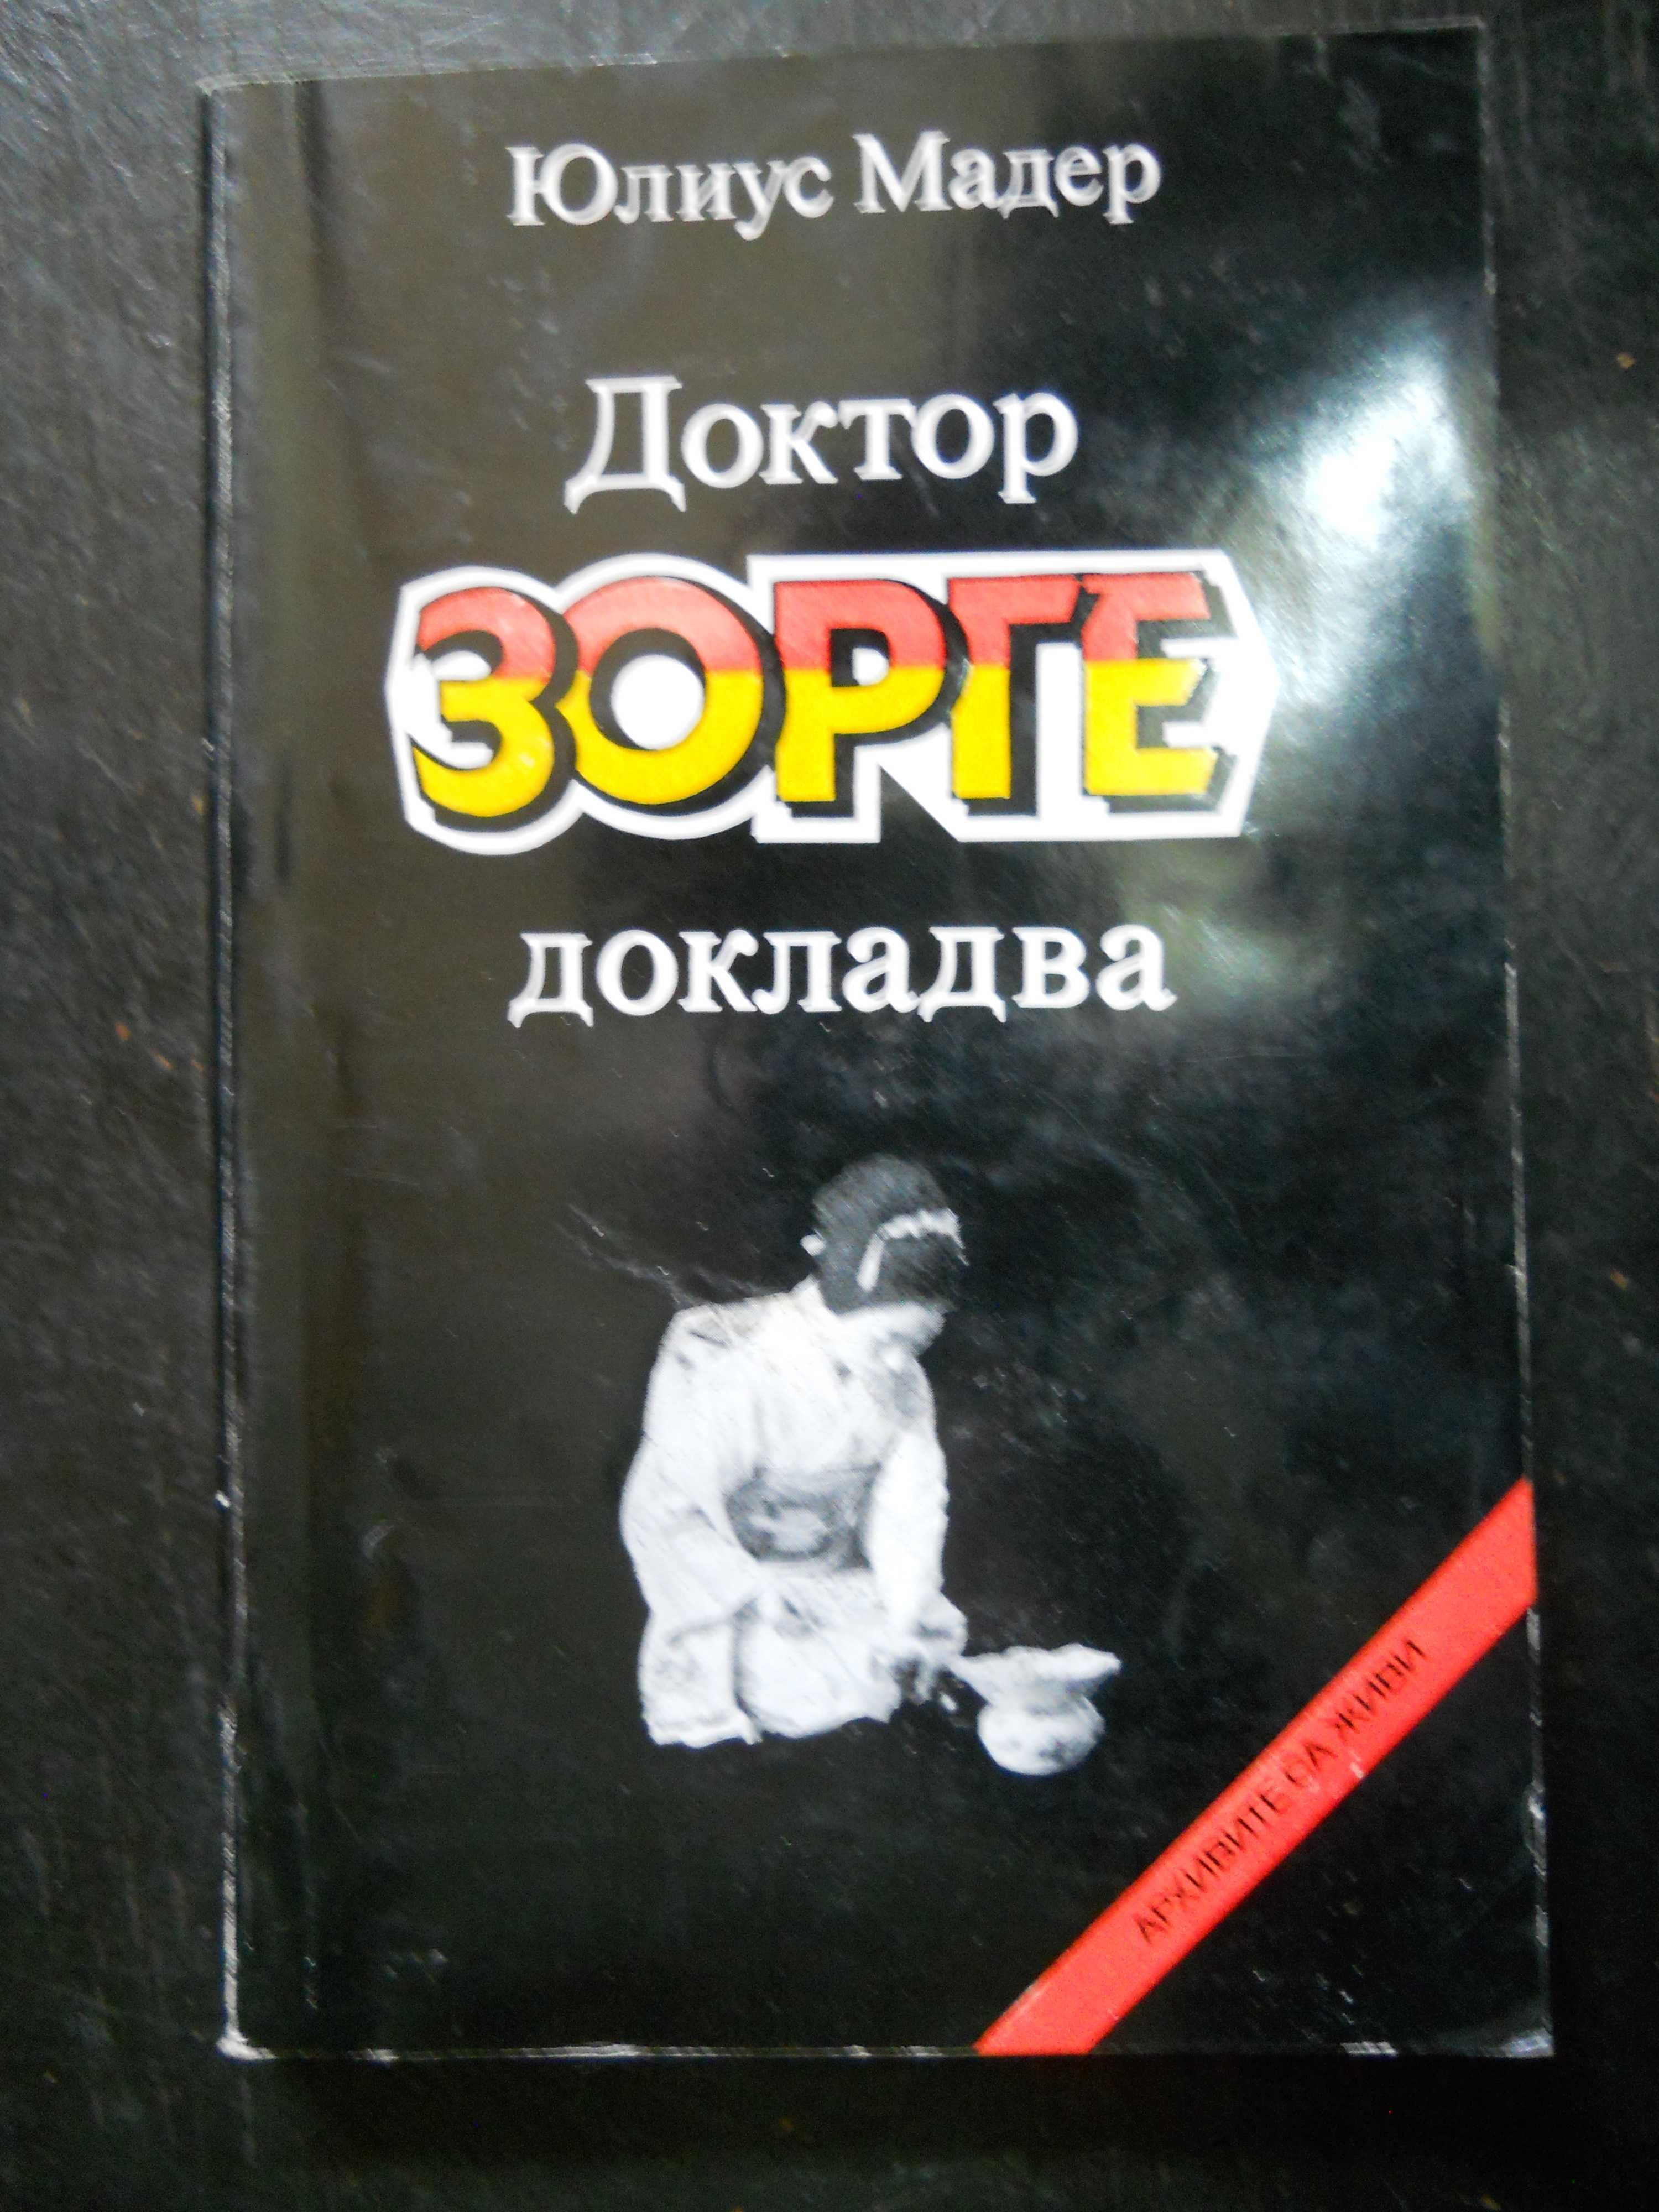 Юлиус Мадер
Доктор
ЗОРГЕ
докладва
АРХИВИТЕ СА ЖИВИ